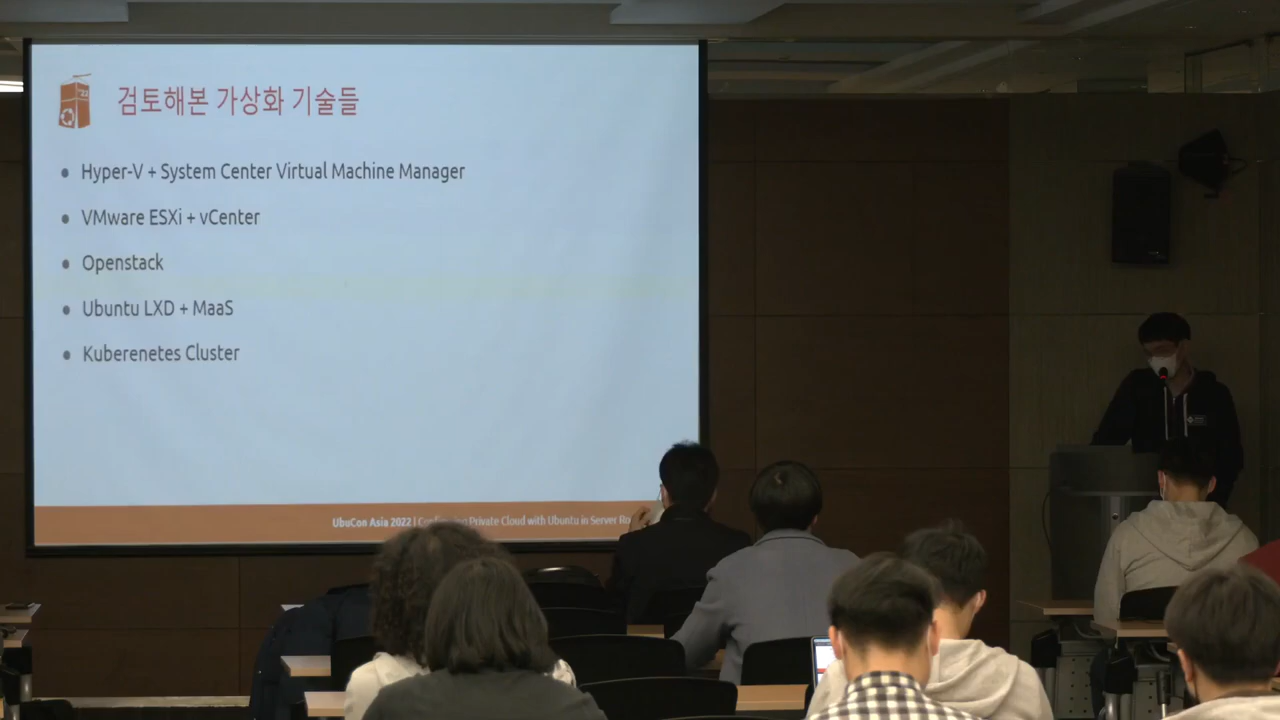 검토해본 가상화 기술들
Hyper-V + System Center Virtual Machine Manager
VMware ESXi + vCenter
Openstack
Ubuntu LXD + MaaS
Kuberenetes Cluster
UbuCon Asia 2022 | Configuring Private Cloud with Ubuntu in Server